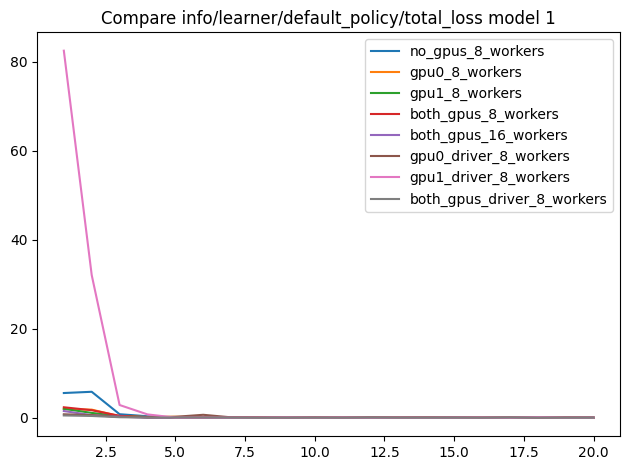 Compare info/learner/default_policy/total_loss model 1
80
60
40
20
0
2.5 5.0 7.5 10.0 12.5 15.0 17.5 20.0
no_gpus_8_workers
gpu0_8_workers
gpu1_8_workers
both_gpus_8_workers
both_gpus_16_workers
gpu0_driver_8_workers
gpu1_driver_8_workers
both_gpus_driver_8_workers